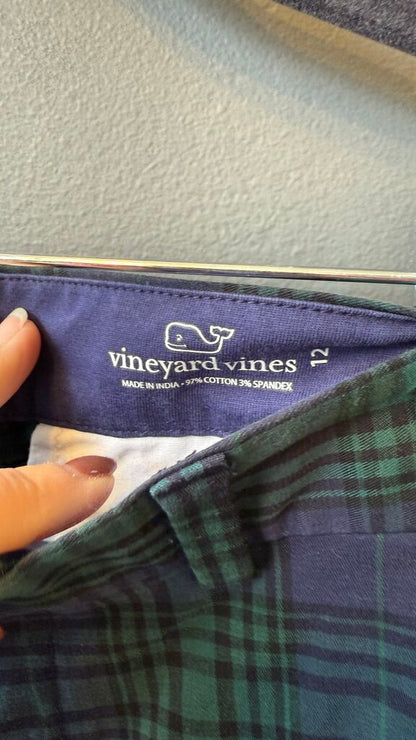 vineyard vines
12
MADE IN INDIA - 97% COTTON 3% SPANDEX